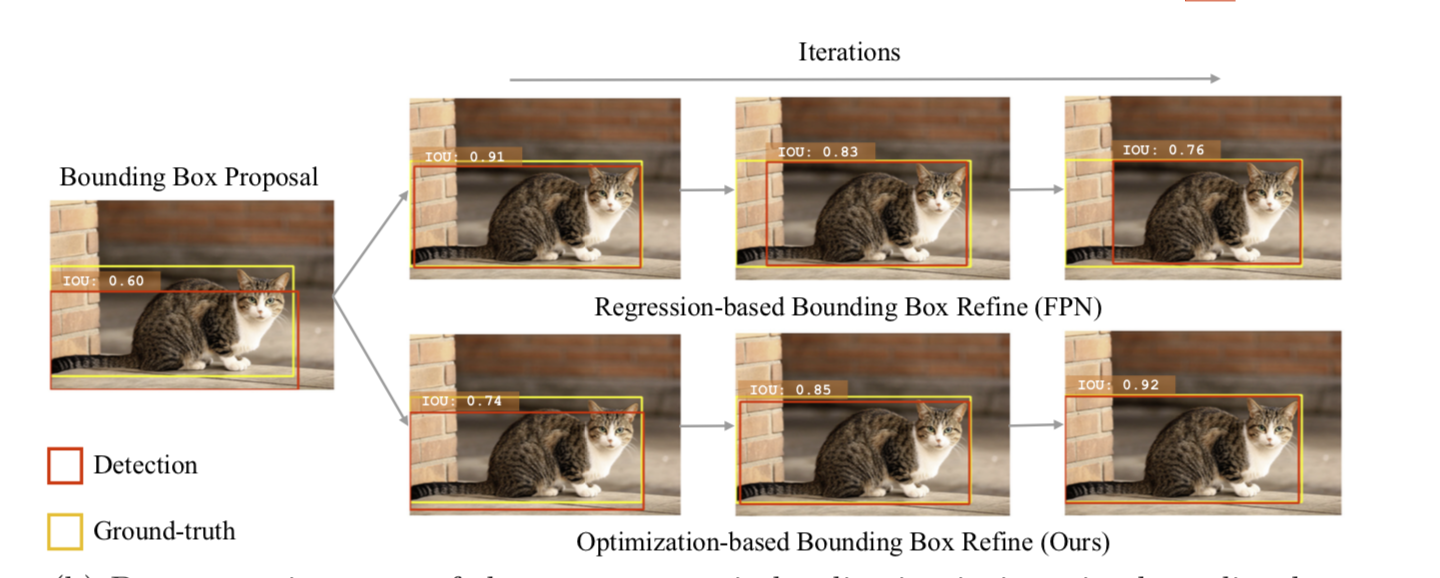 Iterations
IOU: 0.91
IOU: 0.83
IOU: 0.76
Bounding Box Proposal
IOU: 0.60
Regression-based Bounding Box Refine (FPN)
IOU: 0.74
IOU: 0.85
IOU: 0.92
Detection
Ground-truth
Optimization-based Bounding Box Refine (Ours)